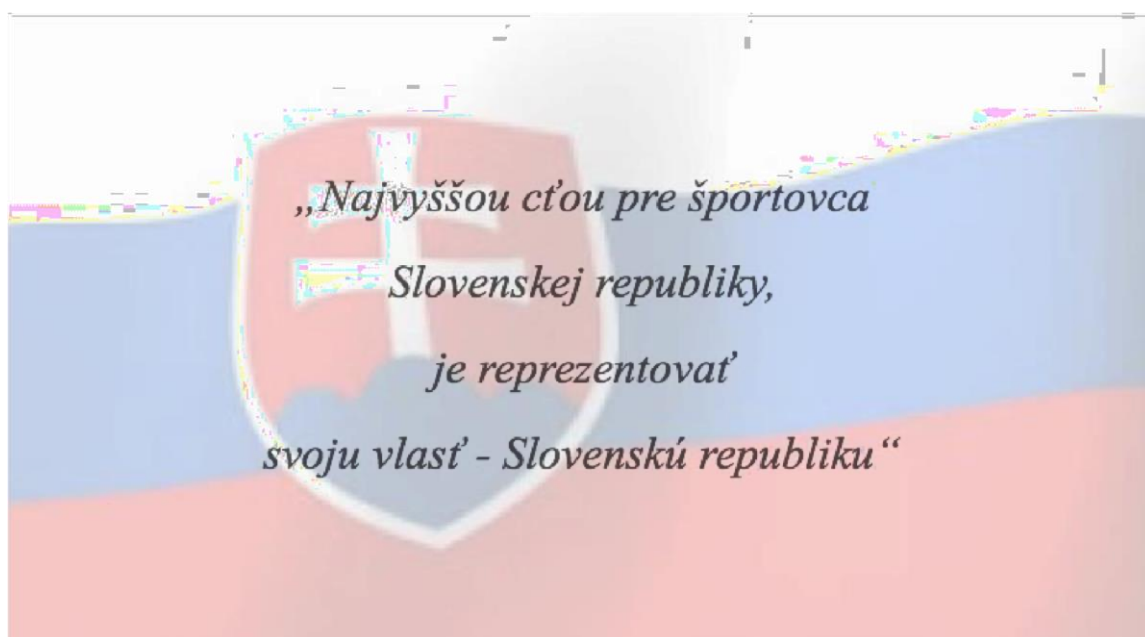 „Najvyššou cťou pre športovca
Slovenskej republiky,
je reprezentovať
svoju vlasť - Slovenskú republiku“